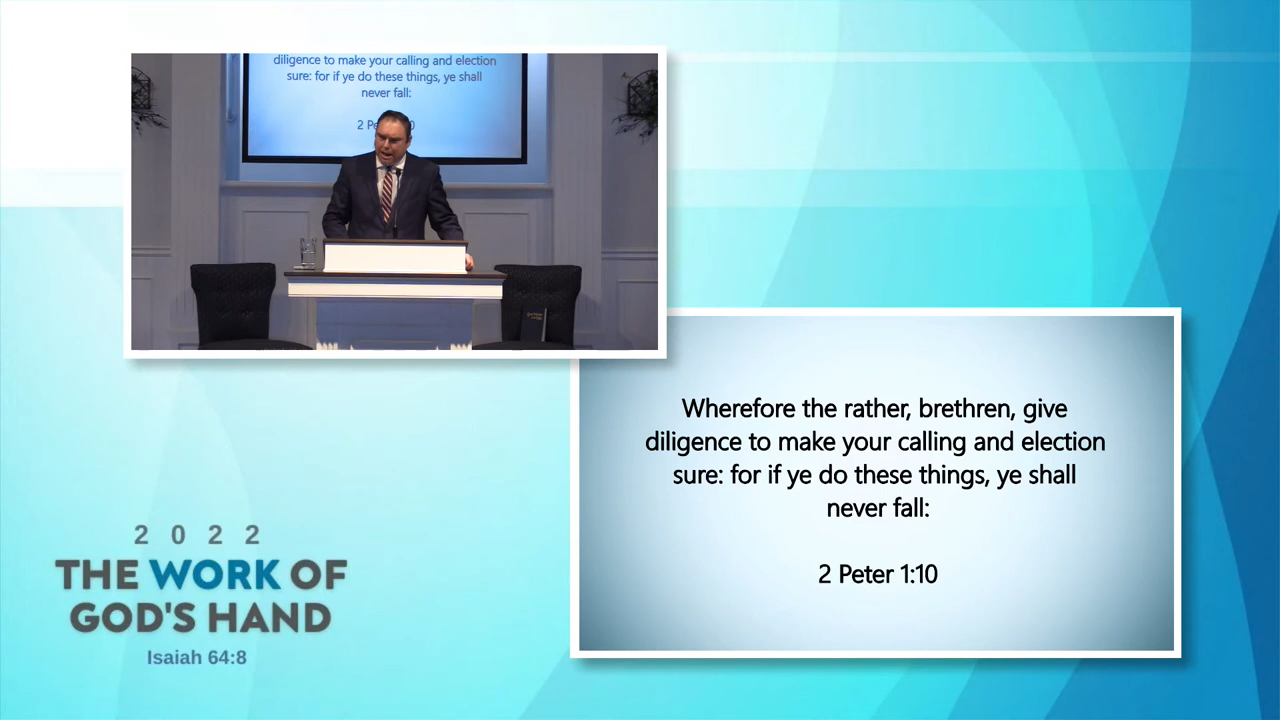 diligence to make your calling and election
sure: for if ye do these things, ye shall
never fall:
2 Pe 0
Wherefore the rather, brethren, give
diligence to make your calling and election
sure: for if ye do these things, ye shall
never fall:
2 Peter 1:10
2 0 2 2
THE WORK OF
GOD'S HAND
Isaiah 64:8